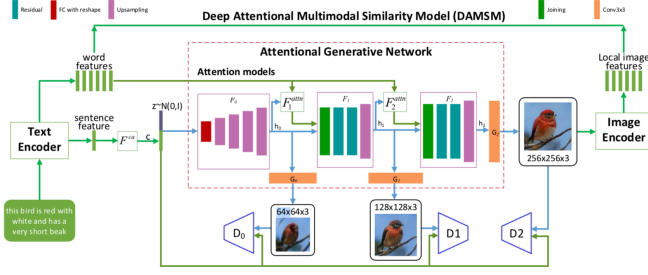 Residual FC with reshape Upsampling Joining Conv3x3
Deep Attentional Multimodal Similarity Model (DAMSM)
Attentional Generative Network
word
features
Local image
features
Attention models
z~N(0,I)
F₀
F₁ᵃᵗᵗⁿ
F₁
F₂ᵃᵗᵗⁿ
F₂
sentence
feature
Text
Encoder
Fᶜᵃ
c
h₀
h₁
h₂
G₂
256x256x3
Image
Encoder
G₀
G₁
this bird is red with
white and has a
very short beak
64x64x3
128x128x3
D₀
D1
D2